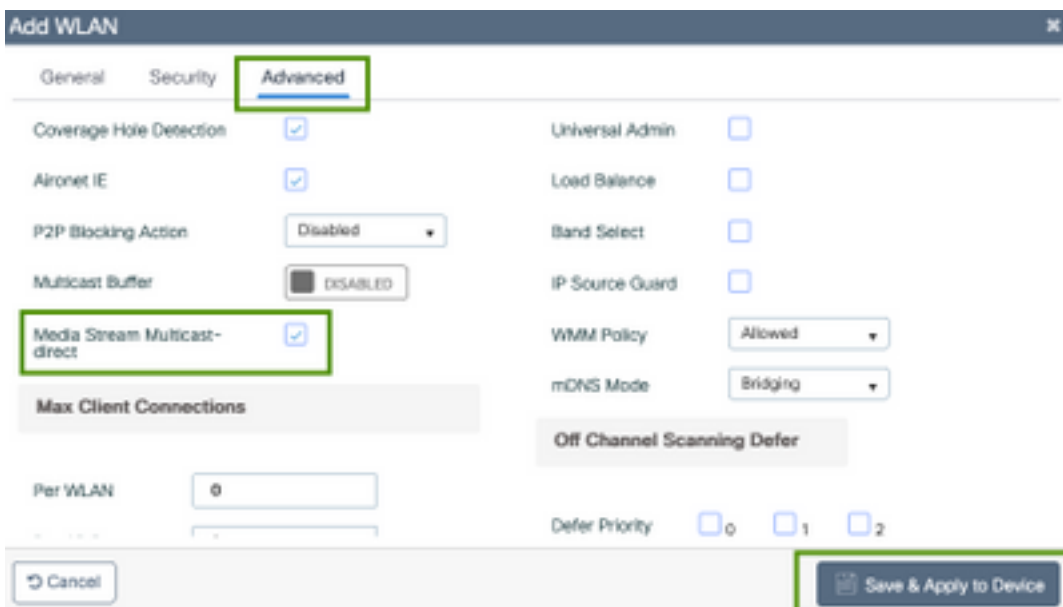 Add WLAN
General Security Advanced
Coverage Hole Detection
Aironet IE
P2P Blocking Action Disabled
Multicast Buffer DISABLED
Media Stream Multicast-
direct
Max Client Connections
Per WLAN 0
Universal Admin
Load Balance
Band Select
IP Source Guard
WMM Policy Allowed
mDNS Mode Bridging
Off Channel Scanning Defer
Defer Priority 0 1 2
Cancel Save & Apply to Device